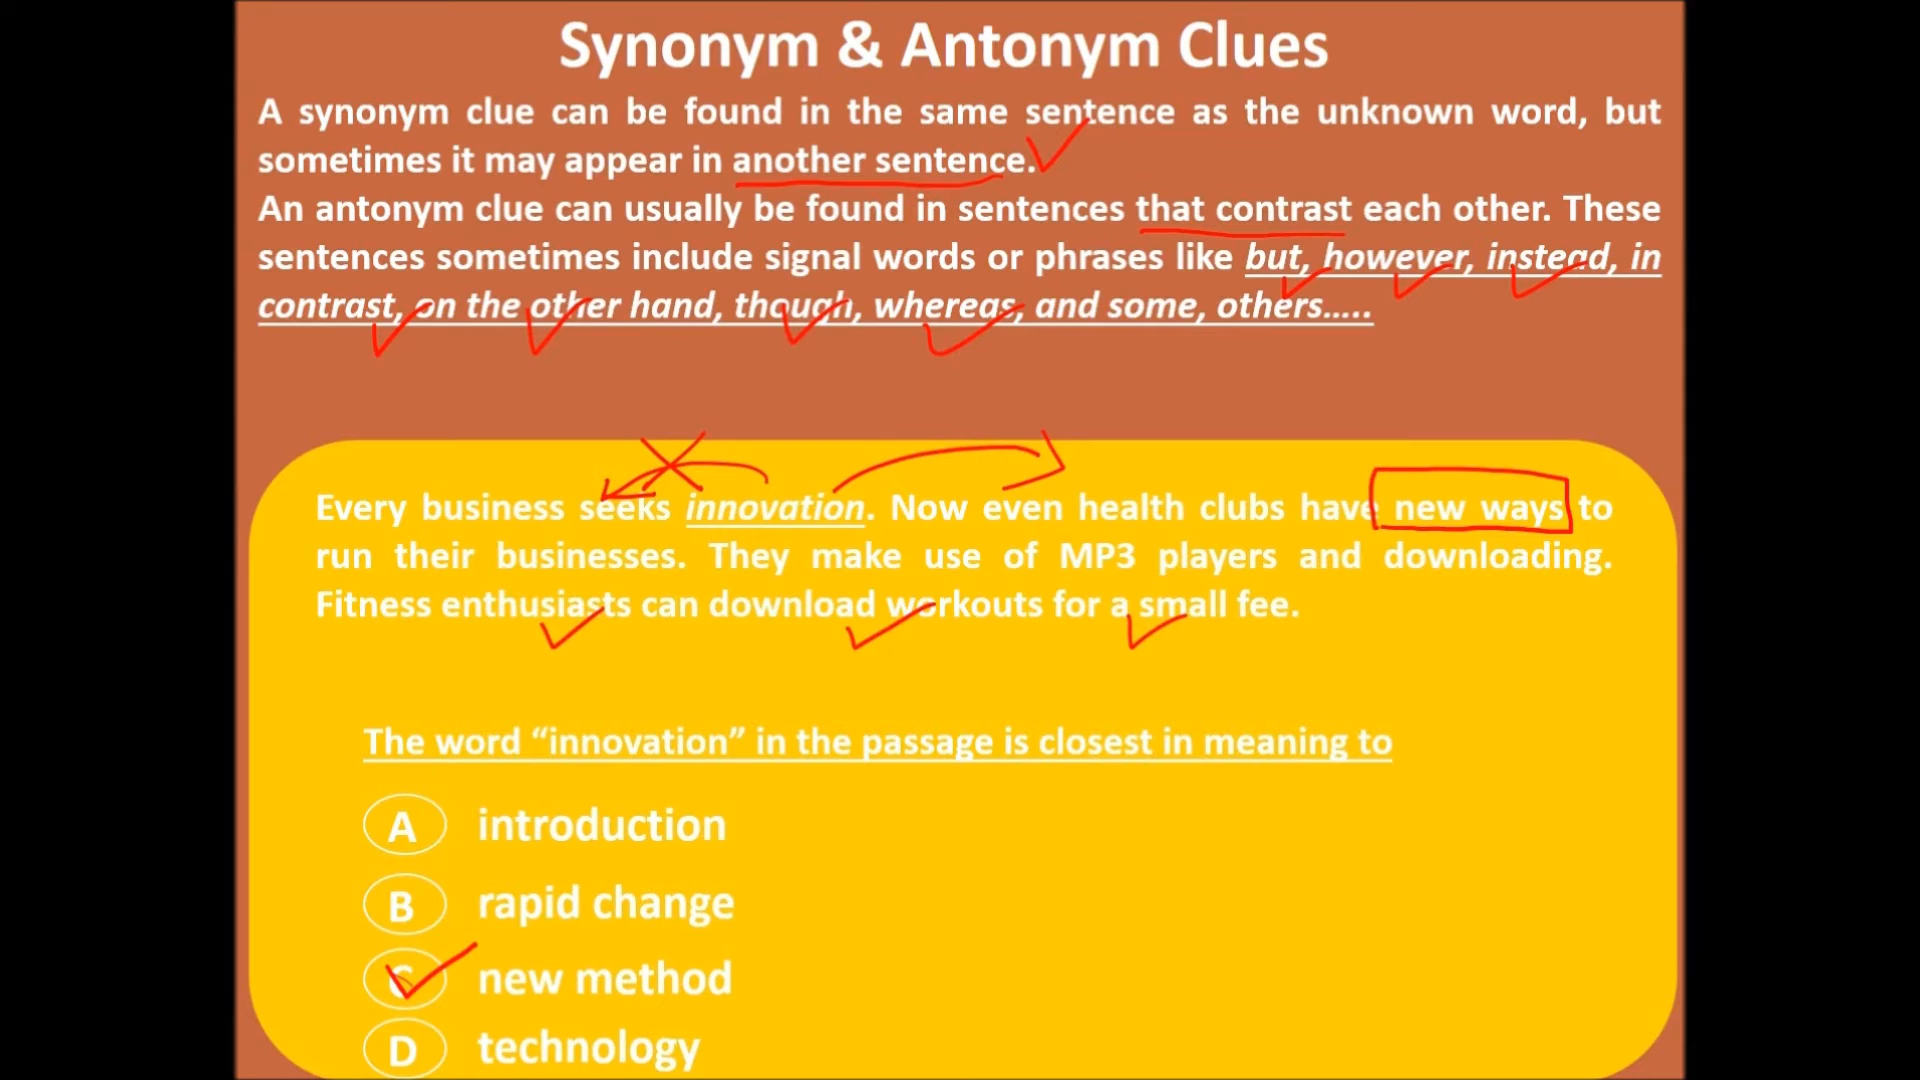 Synonym & Antonym Clues
A synonym clue can be found in the same sentence as the unknown word, but
sometimes it may appear in another sentence.
An antonym clue can usually be found in sentences that contrast each other. These
sentences sometimes include signal words or phrases like but, however, instead, in
contrast, on the other hand, though, whereas, and some, others…..
Every business seeks innovation. Now even health clubs have new ways to
run their businesses. They make use of MP3 players and downloading.
Fitness enthusiasts can download workouts for a small fee.
The word “innovation” in the passage is closest in meaning to
A introduction
B rapid change
C new method
D technology